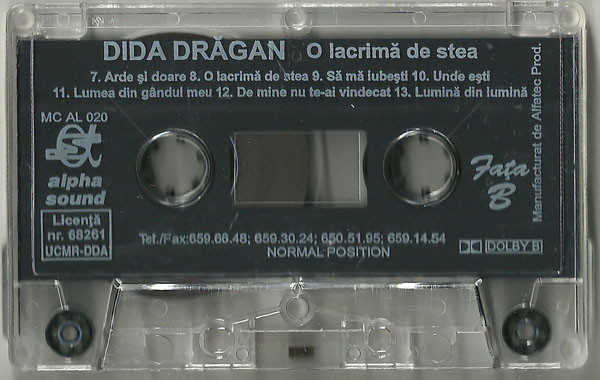 DIDA DRĂGAN O lacrimă de stea
7. Arde și doare 8. O lacrimă de stea 9. Să mă iubești 10. Unde ești
11. Lumea din gândul meu 12. De mine nu te-ai vindecat 13. Lumină din lumină
MC AL 020
alpha
sound
Licență
nr. 68261
UCMR-DDA
Fața
B
Manufacturat de Alfatec Prod.
Tel./Fax:659.66.48; 659.30.24; 650.51.95; 659.14.54
NORMAL POSITION
DOLBY B